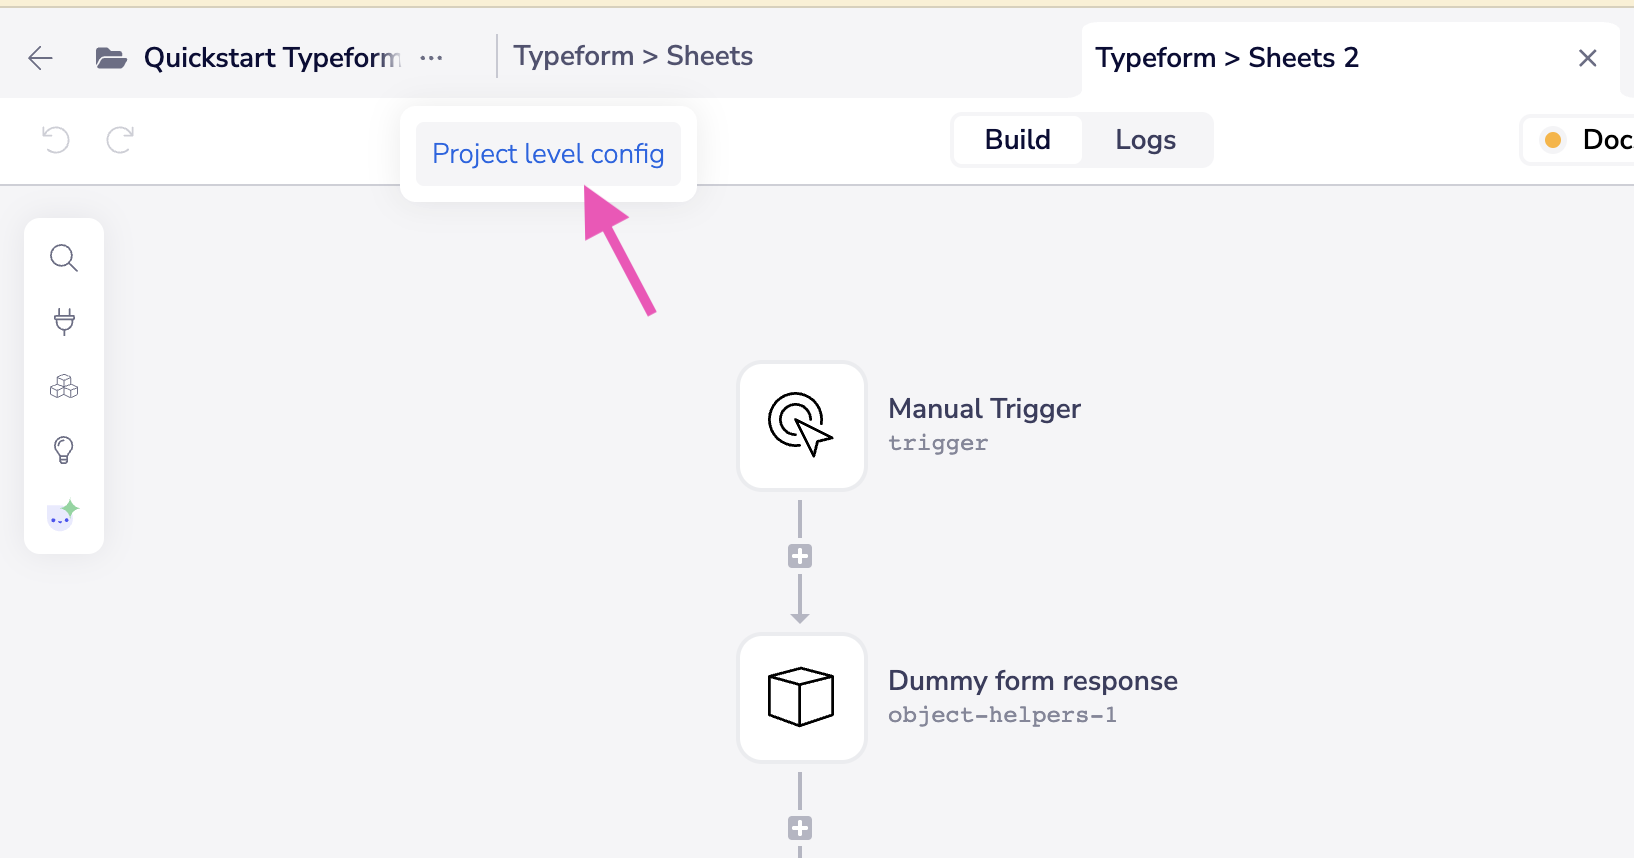 Quickstart Typeform ...
Typeform > Sheets
Typeform > Sheets 2
Project level config
Build
Logs
Doc
Manual Trigger
trigger
Dummy form response
object-helpers-1